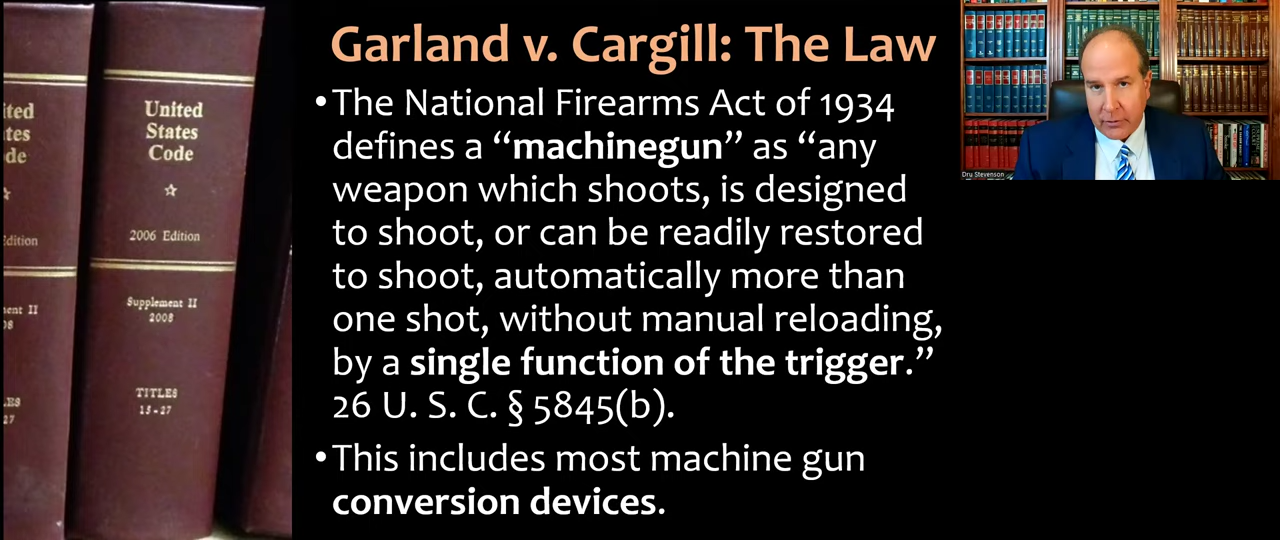 Garland v. Cargill: The Law
•The National Firearms Act of 1934
defines a “machinegun” as “any
weapon which shoots, is designed
to shoot, or can be readily restored
to shoot, automatically more than
one shot, without manual reloading,
by a single function of the trigger.”
26 U. S. C. § 5845(b).
•This includes most machine gun
conversion devices.
United
States
Code
2006 Edition
Supplement II
2008
TITLES
15-27
Dru Stevenson